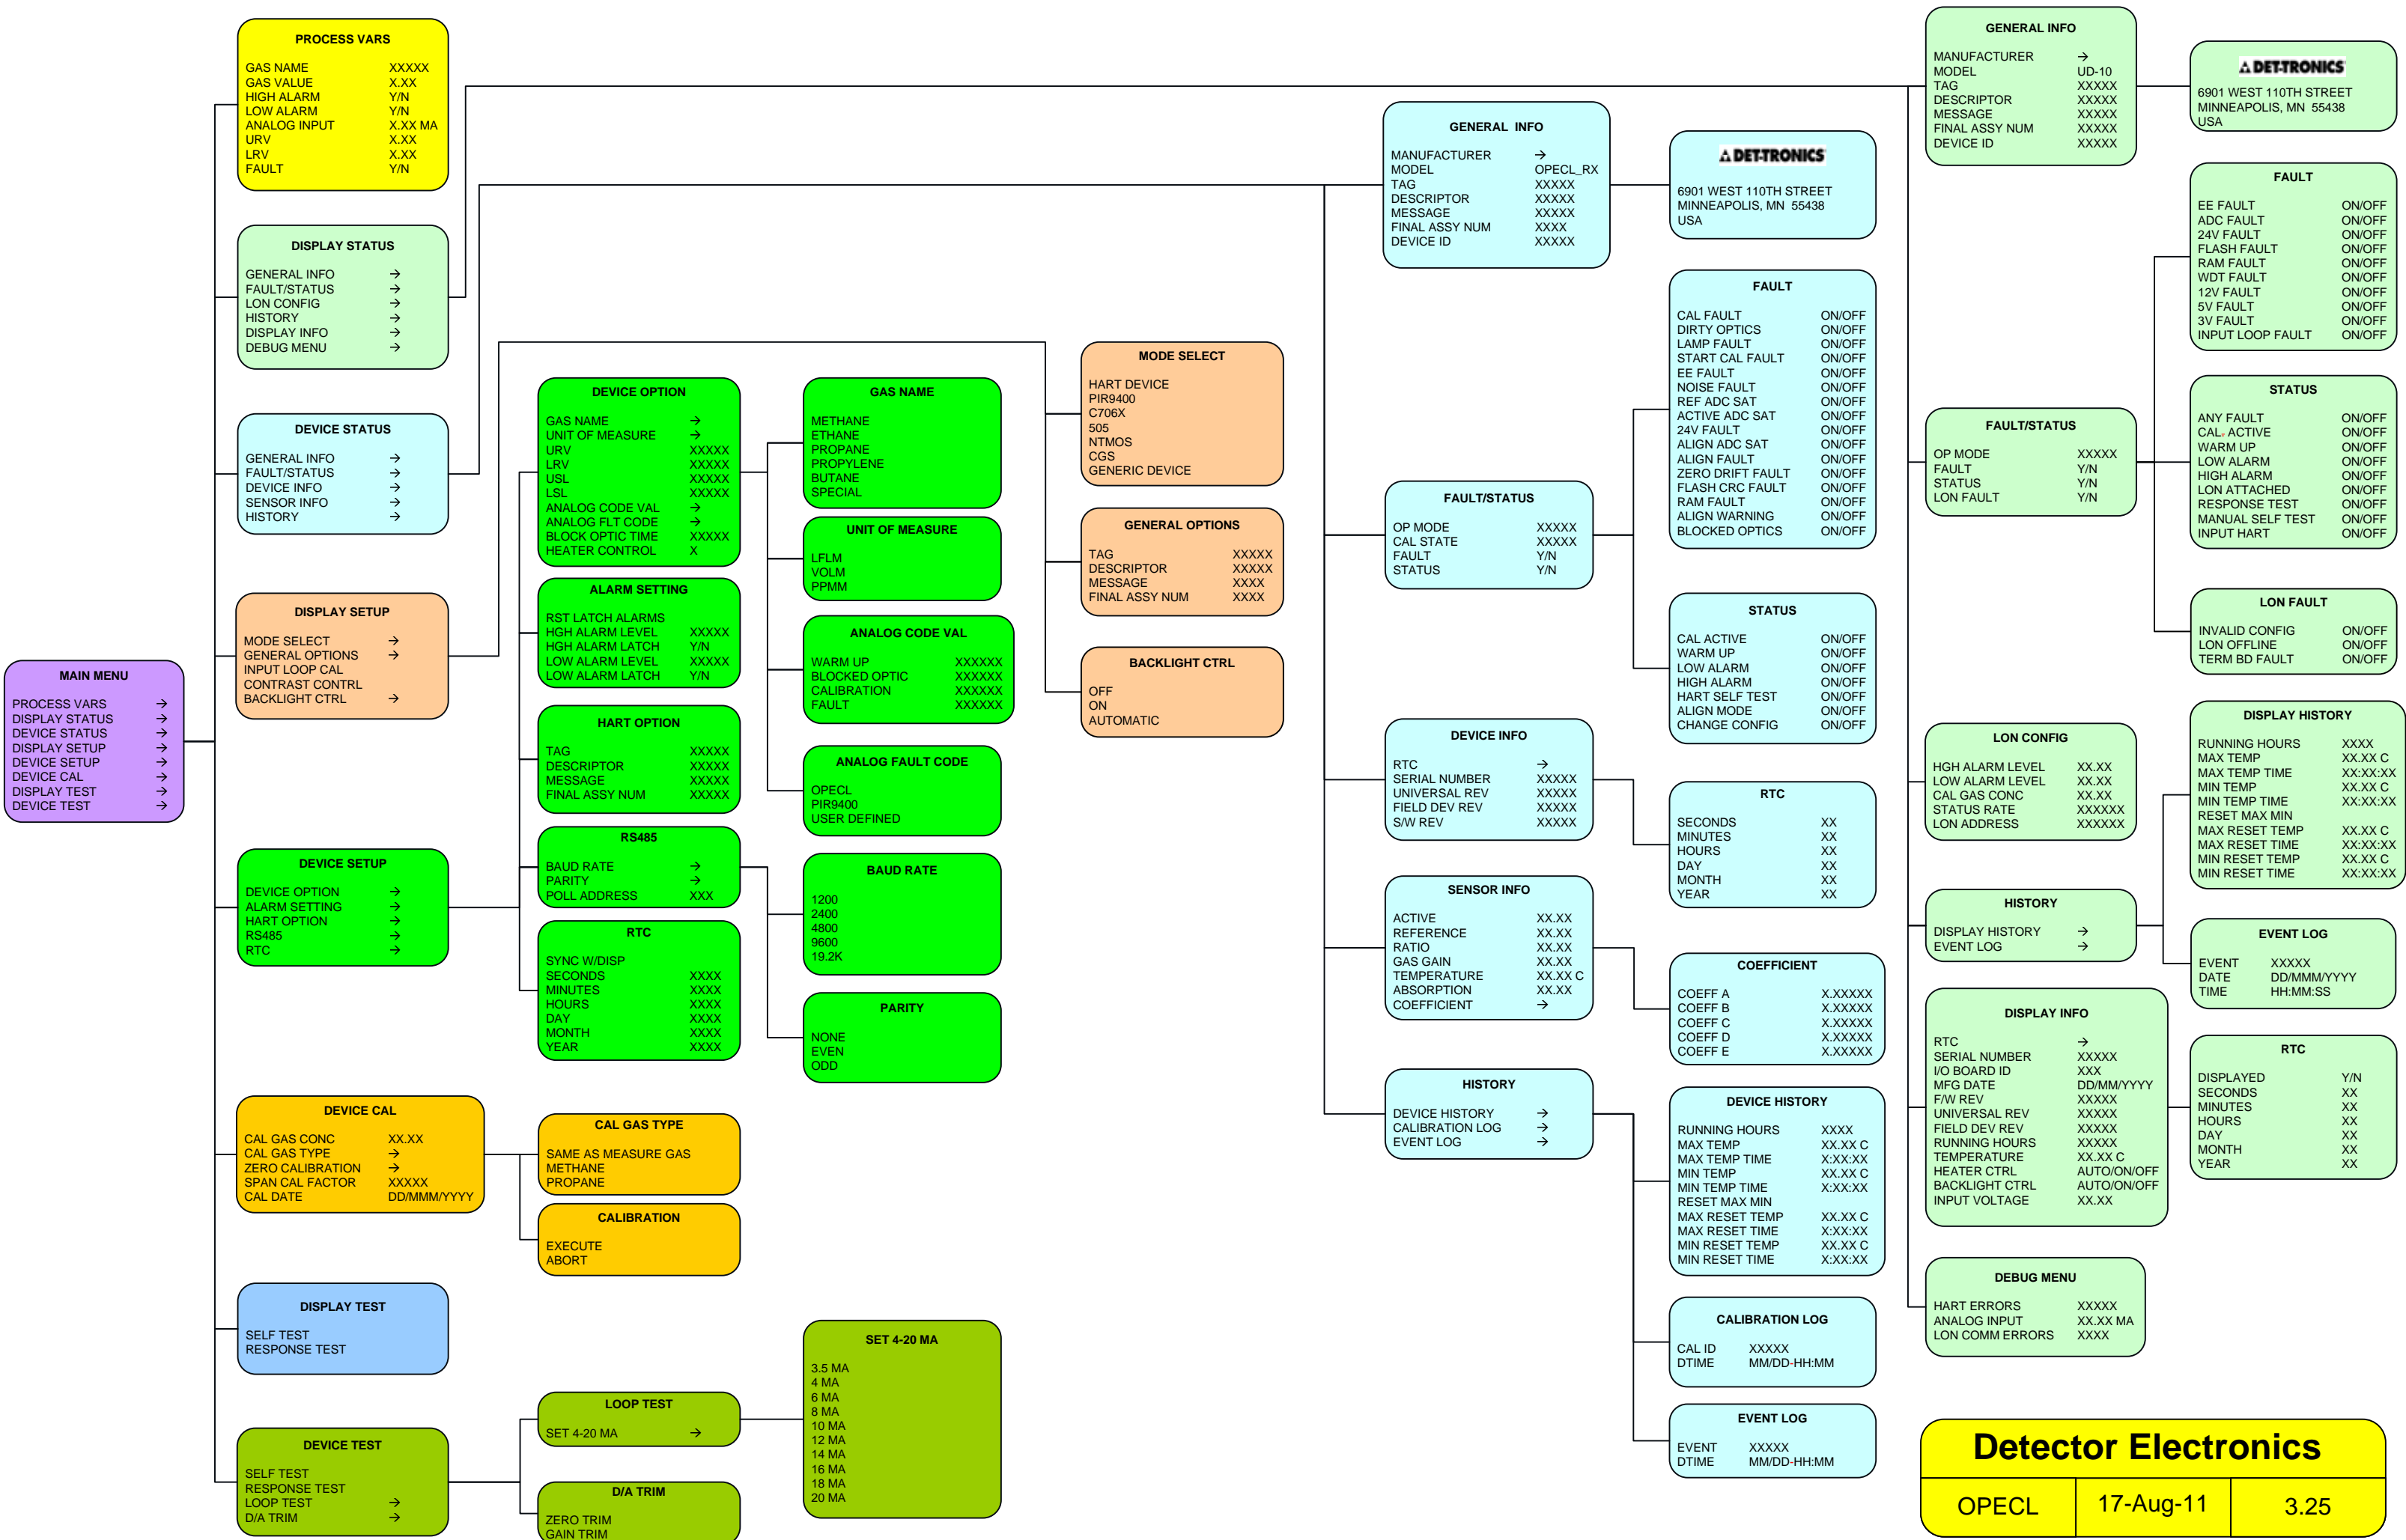 MAIN MENU
PROCESS VARS →
DISPLAY STATUS →
DEVICE STATUS →
DISPLAY SETUP →
DEVICE SETUP →
DEVICE CAL →
DISPLAY TEST →
DEVICE TEST →
PROCESS VARS
GAS NAME XXXXX
GAS VALUE X.XX
HIGH ALARM Y/N
LOW ALARM Y/N
ANALOG INPUT X.XX MA
URV X.XX
LRV X.XX
FAULT Y/N
DISPLAY STATUS
GENERAL INFO →
FAULT/STATUS →
LON CONFIG →
HISTORY →
DISPLAY INFO →
DEBUG MENU →
DEVICE STATUS
GENERAL INFO →
FAULT/STATUS →
DEVICE INFO →
SENSOR INFO →
HISTORY →
DISPLAY SETUP
MODE SELECT →
GENERAL OPTIONS →
INPUT LOOP CAL
CONTRAST CONTRL
BACKLIGHT CTRL →
DEVICE SETUP
DEVICE OPTION →
ALARM SETTING →
HART OPTION →
RS485 →
RTC →
DEVICE CAL
CAL GAS CONC XX.XX
CAL GAS TYPE →
ZERO CALIBRATION →
SPAN CAL FACTOR XXXXX
CAL DATE DD/MMM/YYYY
DISPLAY TEST
SELF TEST
RESPONSE TEST
DEVICE TEST
SELF TEST
RESPONSE TEST
LOOP TEST →
D/A TRIM →
DEVICE OPTION
GAS NAME →
UNIT OF MEASURE →
URV XXXXX
LRV XXXXX
USL XXXXX
LSL XXXXX
ANALOG CODE VAL →
ANALOG FLT CODE →
BLOCK OPTIC TIME XXXXX
HEATER CONTROL X
ALARM SETTING
RST LATCH ALARMS
HGH ALARM LEVEL XXXXX
HGH ALARM LATCH Y/N
LOW ALARM LEVEL XXXXX
LOW ALARM LATCH Y/N
HART OPTION
TAG XXXXX
DESCRIPTOR XXXXX
MESSAGE XXXXX
FINAL ASSY NUM XXXXX
RS485
BAUD RATE →
PARITY →
POLL ADDRESS XXX
RTC
SYNC W/DISP
SECONDS XXXX
MINUTES XXXX
HOURS XXXX
DAY XXXX
MONTH XXXX
YEAR XXXX
CAL GAS TYPE
SAME AS MEASURE GAS
METHANE
PROPANE
CALIBRATION
EXECUTE
ABORT
LOOP TEST
SET 4-20 MA →
D/A TRIM
ZERO TRIM
GAIN TRIM
GAS NAME
METHANE
ETHANE
PROPANE
PROPYLENE
BUTANE
SPECIAL
UNIT OF MEASURE
LFLM
VOLM
PPMM
ANALOG CODE VAL
WARM UP XXXXXX
BLOCKED OPTIC XXXXXX
CALIBRATION XXXXXX
FAULT XXXXXX
ANALOG FAULT CODE
OPECL
PIR9400
USER DEFINED
BAUD RATE
1200
2400
4800
9600
19.2K
PARITY
NONE
EVEN
ODD
SET 4-20 MA
3.5 MA
4 MA
6 MA
8 MA
10 MA
12 MA
14 MA
16 MA
18 MA
20 MA
MODE SELECT
HART DEVICE
PIR9400
C706X
505
NTMOS
CGS
GENERIC DEVICE
GENERAL OPTIONS
TAG XXXXX
DESCRIPTOR XXXXX
MESSAGE XXXX
FINAL ASSY NUM XXXX
BACKLIGHT CTRL
OFF
ON
AUTOMATIC
GENERAL INFO
MANUFACTURER →
MODEL OPECL_RX
TAG XXXXX
DESCRIPTOR XXXXX
MESSAGE XXXXX
FINAL ASSY NUM XXXX
DEVICE ID XXXXX
FAULT/STATUS
OP MODE XXXXX
CAL STATE XXXXX
FAULT Y/N
STATUS Y/N
DEVICE INFO
RTC →
SERIAL NUMBER XXXXX
UNIVERSAL REV XXXXX
FIELD DEV REV XXXXX
S/W REV XXXXX
SENSOR INFO
ACTIVE XX.XX
REFERENCE XX.XX
RATIO XX.XX
GAS GAIN XX.XX
TEMPERATURE XX.XX C
ABSORPTION XX.XX
COEFFICIENT →
HISTORY
DEVICE HISTORY →
CALIBRATION LOG →
EVENT LOG →
DET-TRONICS
6901 WEST 110TH STREET
MINNEAPOLIS, MN 55438
USA
FAULT
CAL FAULT ON/OFF
DIRTY OPTICS ON/OFF
LAMP FAULT ON/OFF
START CAL FAULT ON/OFF
EE FAULT ON/OFF
NOISE FAULT ON/OFF
REF ADC SAT ON/OFF
ACTIVE ADC SAT ON/OFF
24V FAULT ON/OFF
ALIGN ADC SAT ON/OFF
ALIGN FAULT ON/OFF
ZERO DRIFT FAULT ON/OFF
FLASH CRC FAULT ON/OFF
RAM FAULT ON/OFF
ALIGN WARNING ON/OFF
BLOCKED OPTICS ON/OFF
STATUS
CAL ACTIVE ON/OFF
WARM UP ON/OFF
LOW ALARM ON/OFF
HIGH ALARM ON/OFF
HART SELF TEST ON/OFF
ALIGN MODE ON/OFF
CHANGE CONFIG ON/OFF
RTC
SECONDS XX
MINUTES XX
HOURS XX
DAY XX
MONTH XX
YEAR XX
COEFFICIENT
COEFF A X.XXXXX
COEFF B X.XXXXX
COEFF C X.XXXXX
COEFF D X.XXXXX
COEFF E X.XXXXX
DEVICE HISTORY
RUNNING HOURS XXXX
MAX TEMP XX.XX C
MAX TEMP TIME X:XX:XX
MIN TEMP XX.XX C
MIN TEMP TIME X:XX:XX
RESET MAX MIN
MAX RESET TEMP XX.XX C
MAX RESET TIME X:XX:XX
MIN RESET TEMP XX.XX C
MIN RESET TIME X:XX:XX
CALIBRATION LOG
CAL ID XXXXX
DTIME MM/DD-HH:MM
EVENT LOG
EVENT XXXXX
DTIME MM/DD-HH:MM
GENERAL INFO
MANUFACTURER →
MODEL UD-10
TAG XXXXX
DESCRIPTOR XXXXX
MESSAGE XXXXX
FINAL ASSY NUM XXXXX
DEVICE ID XXXXX
FAULT/STATUS
OP MODE XXXXX
FAULT Y/N
STATUS Y/N
LON FAULT Y/N
LON CONFIG
HGH ALARM LEVEL XX.XX
LOW ALARM LEVEL XX.XX
CAL GAS CONC XX.XX
STATUS RATE XXXXXX
LON ADDRESS XXXXXX
HISTORY
DISPLAY HISTORY →
EVENT LOG →
DISPLAY INFO
RTC →
SERIAL NUMBER XXXXX
I/O BOARD ID XXX
MFG DATE DD/MM/YYYY
F/W REV XXXXX
UNIVERSAL REV XXXXX
FIELD DEV REV XXXXX
RUNNING HOURS XXXXX
TEMPERATURE XX.XX C
HEATER CTRL AUTO/ON/OFF
BACKLIGHT CTRL AUTO/ON/OFF
INPUT VOLTAGE XX.XX
DEBUG MENU
HART ERRORS XXXXX
ANALOG INPUT XX.XX MA
LON COMM ERRORS XXXX
DET-TRONICS
6901 WEST 110TH STREET
MINNEAPOLIS, MN 55438
USA
FAULT
EE FAULT ON/OFF
ADC FAULT ON/OFF
24V FAULT ON/OFF
FLASH FAULT ON/OFF
RAM FAULT ON/OFF
WDT FAULT ON/OFF
12V FAULT ON/OFF
5V FAULT ON/OFF
3V FAULT ON/OFF
INPUT LOOP FAULT ON/OFF
STATUS
ANY FAULT ON/OFF
CAL. ACTIVE ON/OFF
WARM UP ON/OFF
LOW ALARM ON/OFF
HIGH ALARM ON/OFF
LON ATTACHED ON/OFF
RESPONSE TEST ON/OFF
MANUAL SELF TEST ON/OFF
INPUT HART ON/OFF
LON FAULT
INVALID CONFIG ON/OFF
LON OFFLINE ON/OFF
TERM BD FAULT ON/OFF
DISPLAY HISTORY
RUNNING HOURS XXXX
MAX TEMP XX.XX C
MAX TEMP TIME XX:XX:XX
MIN TEMP XX.XX C
MIN TEMP TIME XX:XX:XX
RESET MAX MIN
MAX RESET TEMP XX.XX C
MAX RESET TIME XX:XX:XX
MIN RESET TEMP XX.XX C
MIN RESET TIME XX:XX:XX
EVENT LOG
EVENT XXXXX
DATE DD/MMM/YYYY
TIME HH:MM:SS
RTC
DISPLAYED Y/N
SECONDS XX
MINUTES XX
HOURS XX
DAY XX
MONTH XX
YEAR XX
Detector Electronics
OPECL 17-Aug-11 3.25